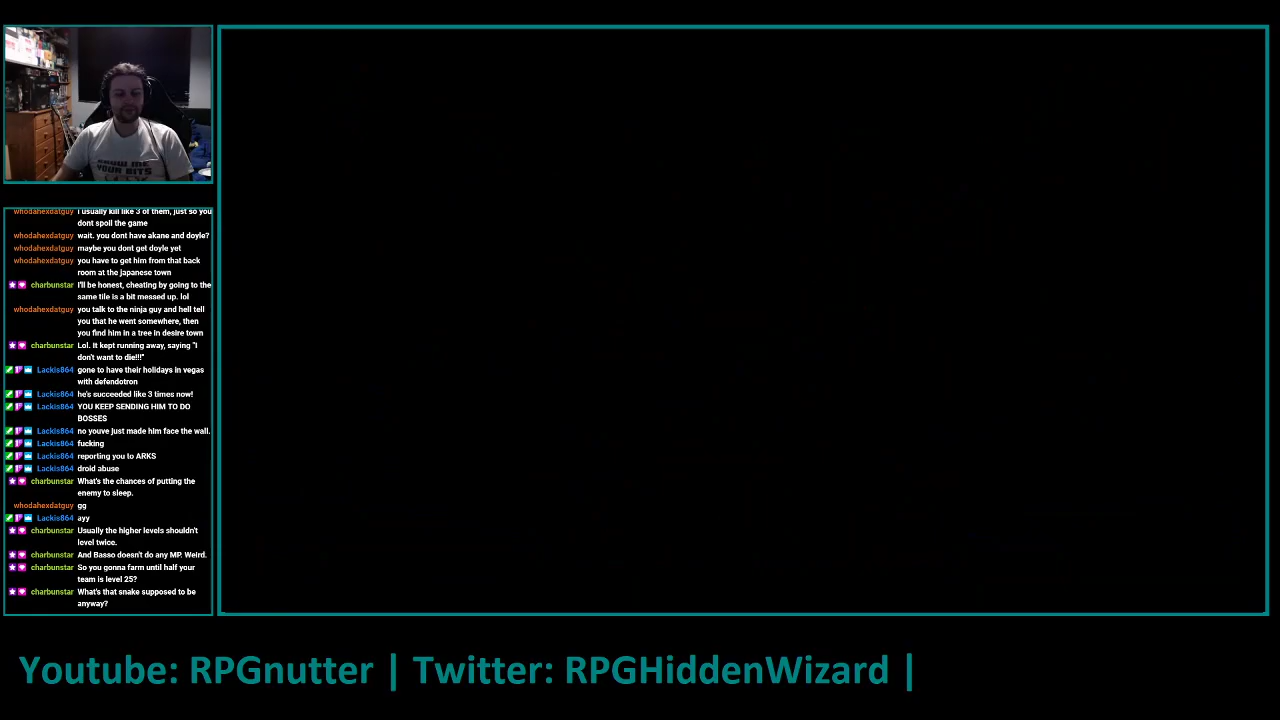 BLOW ME
YOUR BITS
whodahexdatguy i usually kill like 3 of them, just so you
dont spoil the game
whodahexdatguy wait. you dont have akane and doyle?
whodahexdatguy maybe you dont get doyle yet
whodahexdatguy you have to get him from that back
room at the japanese town
charbunstar I'll be honest, cheating by going to the
same tile is a bit messed up. lol
whodahexdatguy you talk to the ninja guy and hell tell
you that he went somewhere, then
you find him in a tree in desire town
charbunstar Lol. It kept running away, saying "I
don't want to die!!!"
Lackis864 gone to have their holidays in vegas
with defendotron
Lackis864 he's succeeded like 3 times now!
Lackis864 YOU KEEP SENDING HIM TO DO
BOSSES
Lackis864 no youve just made him face the wall.
Lackis864 fucking
Lackis864 reporting you to ARKS
Lackis864 droid abuse
charbunstar What's the chances of putting the
enemy to sleep.
whodahexdatguy gg
Lackis864 ayy
charbunstar Usually the higher levels shouldn't
level twice.
charbunstar And Basso doesn't do any MP. Weird.
charbunstar So you gonna farm until half your
team is level 25?
charbunstar What's that snake supposed to be
anyway?
Youtube: RPGnutter | Twitter: RPGHiddenWizard |